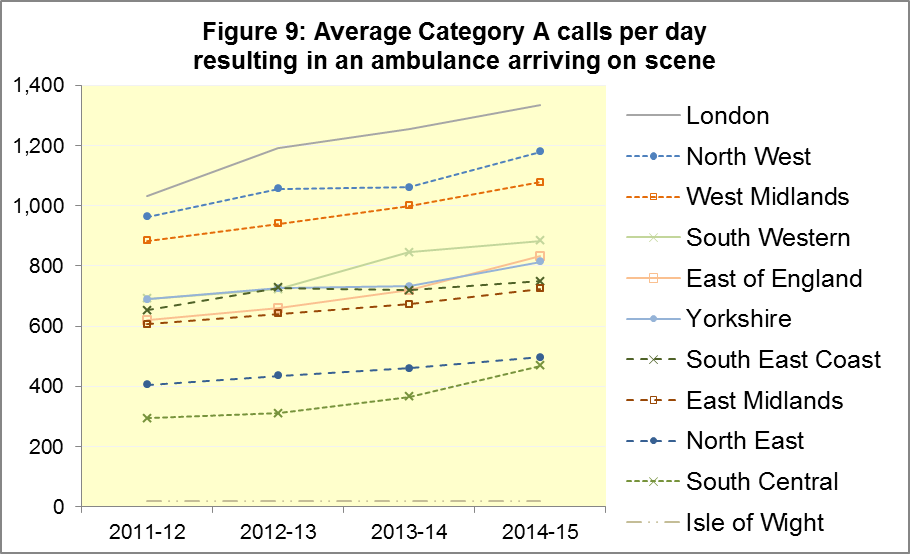 Figure 9: Average Category A calls per day
resulting in an ambulance arriving on scene
1,400
1,200
1,000
800
600
400
200
0
2011-12 2012-13 2013-14 2014-15
London
North West
West Midlands
South Western
East of England
Yorkshire
South East Coast
East Midlands
North East
South Central
Isle of Wight